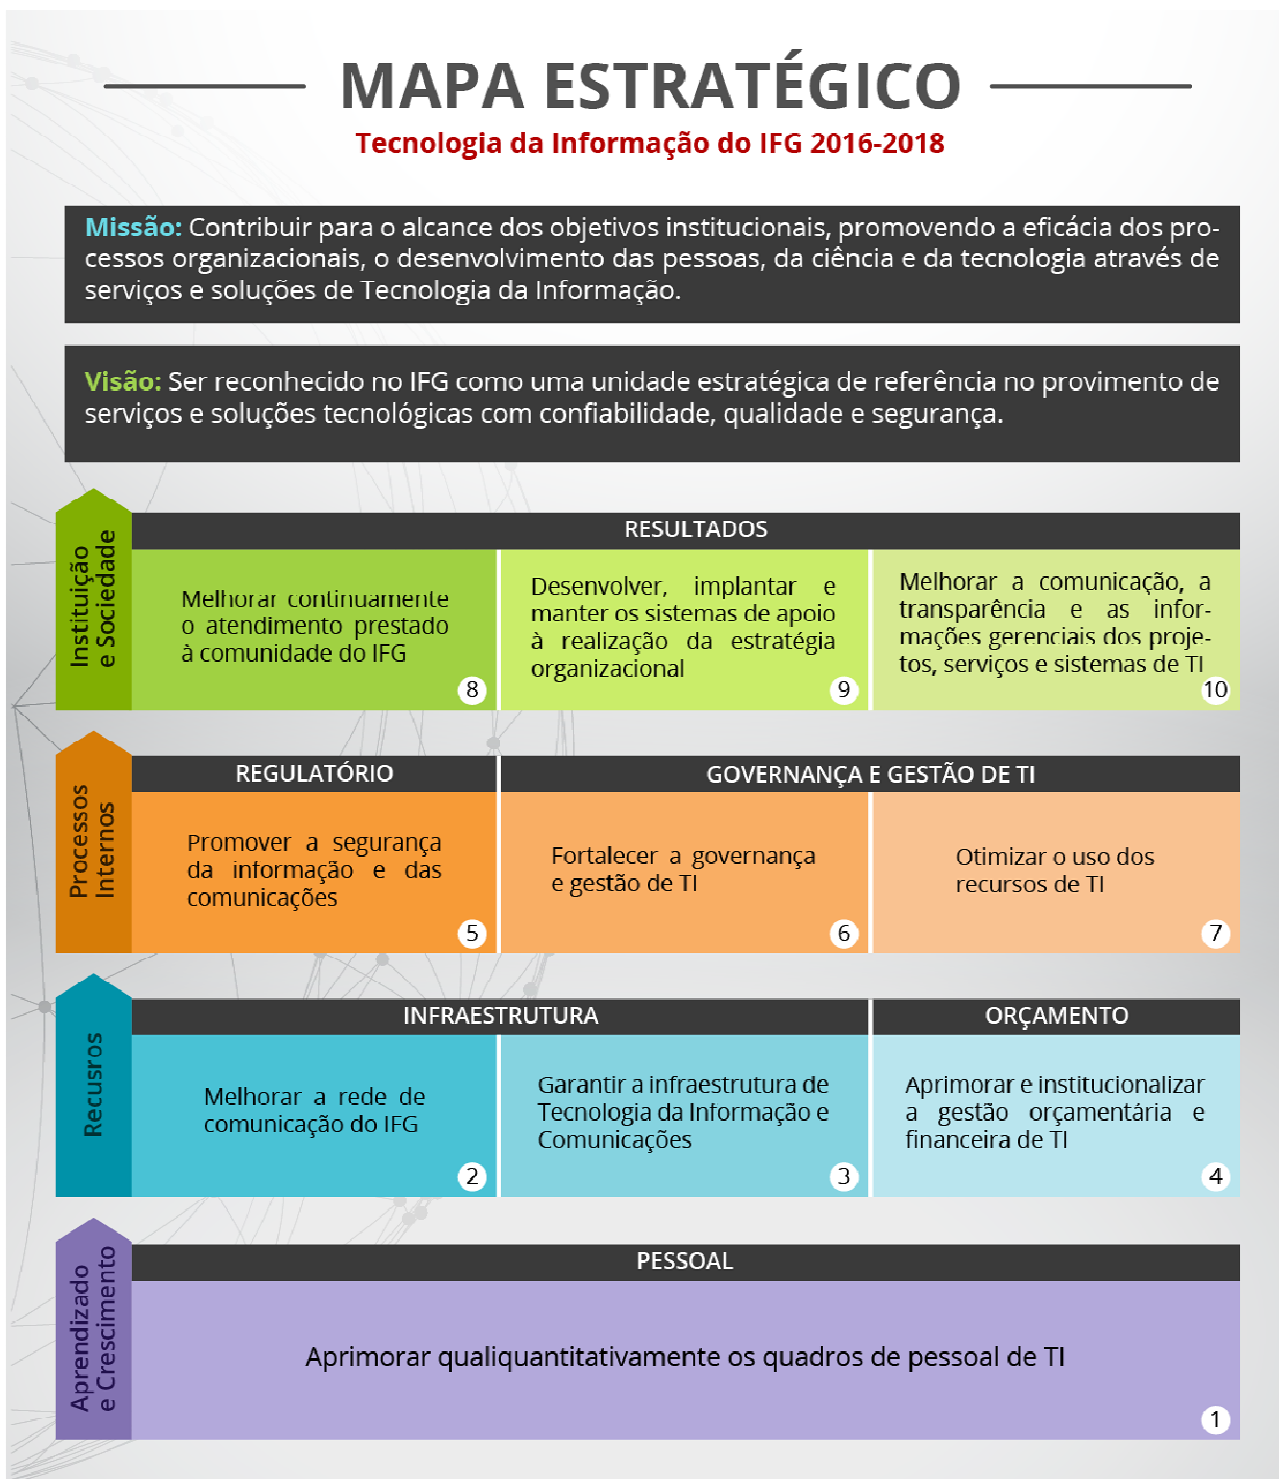 MAPA ESTRATÉGICO
Tecnologia da Informação do IFG 2016-2018
Missão: Contribuir para o alcance dos objetivos institucionais, promovendo a eficácia dos pro-
cessos organizacionais, o desenvolvimento das pessoas, da ciência e da tecnologia através de
serviços e soluções de Tecnologia da Informação.
Visão: Ser reconhecido no IFG como uma unidade estratégica de referência no provimento de
serviços e soluções tecnológicas com confiabilidade, qualidade e segurança.
Instituição
e Sociedade
RESULTADOS
Melhorar continuamente
o atendimento prestado
à comunidade do IFG
8
Desenvolver, implantar e
manter os sistemas de apoio
à realização da estratégia
organizacional
9
Melhorar a comunicação, a
transparência e as infor-
mações gerenciais dos proje-
tos, serviços e sistemas de TI
10
Processos
Internos
REGULATÓRIO
Promover a segurança
da informação e das
comunicações
5
GOVERNANÇA E GESTÃO DE TI
Fortalecer a governança
e gestão de TI
6
Otimizar o uso dos
recursos de TI
7
Recusros
INFRAESTRUTURA
Melhorar a rede de
comunicação do IFG
2
Garantir a infraestrutura de
Tecnologia da Informação e
Comunicações
3
ORÇAMENTO
Aprimorar e institucionalizar
a gestão orçamentária e
financeira de TI
4
Aprendizado
e Crescimento
PESSOAL
Aprimorar qualiquantitativamente os quadros de pessoal de TI
1